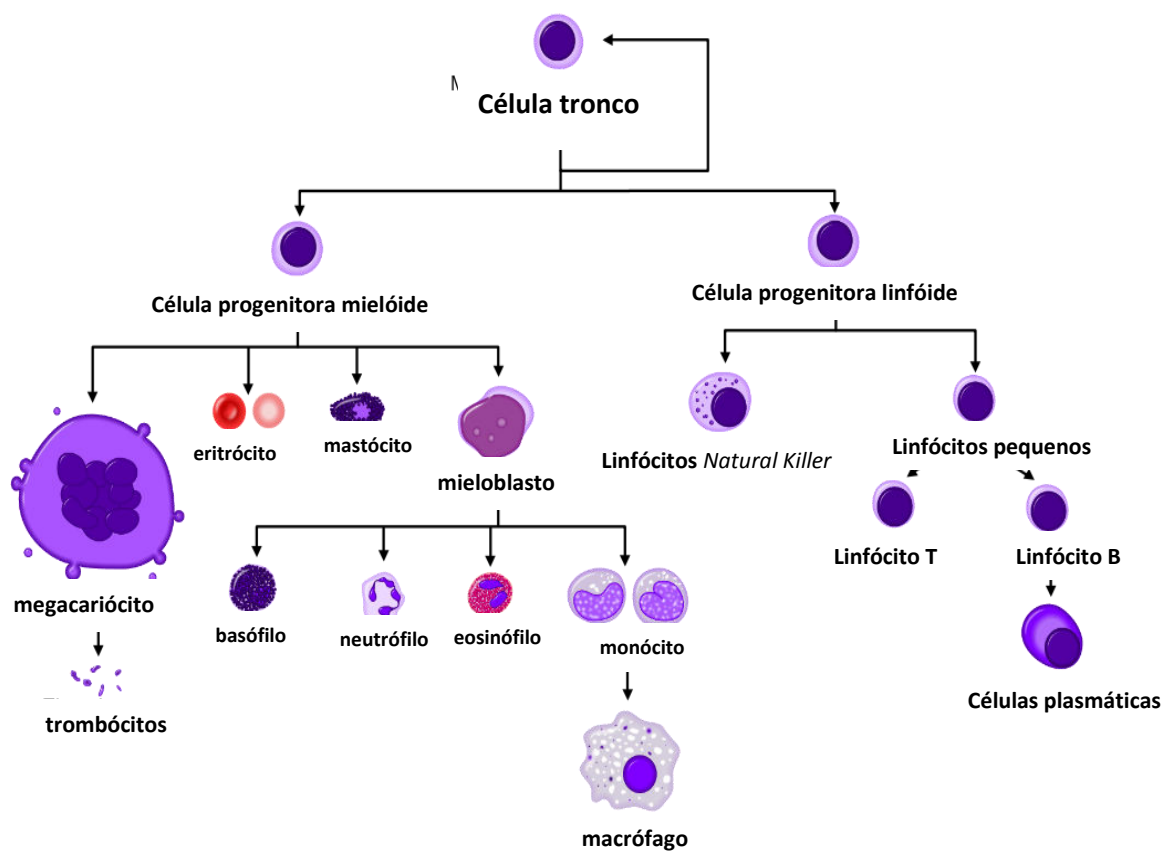 Célula tronco
Célula progenitora mielóide
Célula progenitora linfóide
eritrócito
mastócito
mieloblasto
Linfócitos Natural Killer
Linfócitos pequenos
megacariócito
basófilo
neutrófilo
eosinófilo
monócito
Linfócito T
Linfócito B
trombócitos
Células plasmáticas
macrófago